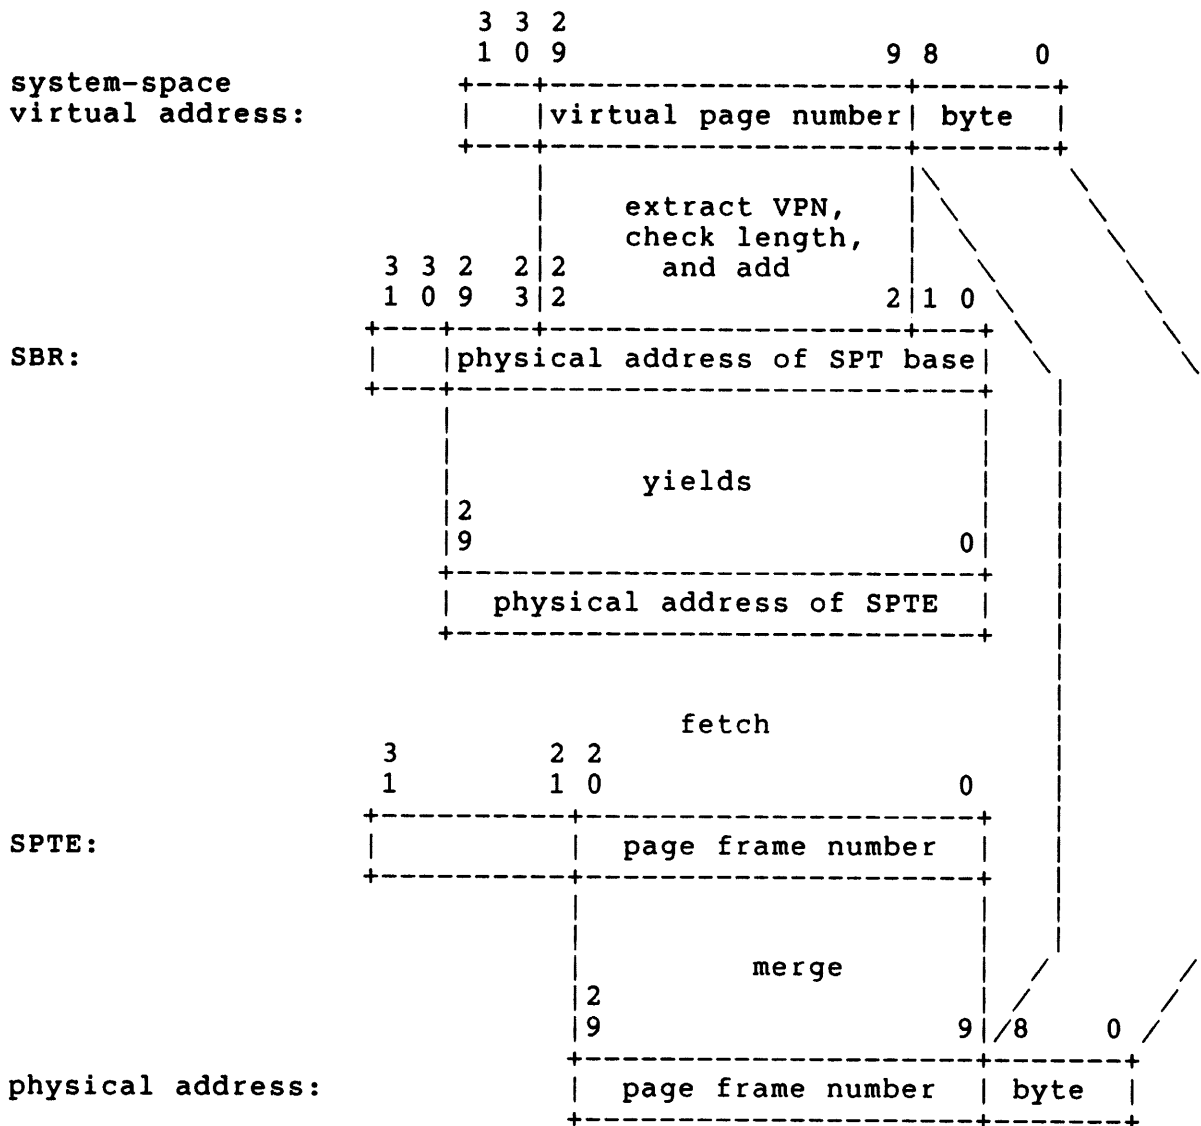 3 3 2
1 0 9 9 8 0
system-space
virtual address: | |virtual page number| byte |
extract VPN,
check length,
3 3 2 2 2 and add
1 0 9 3 2 2 1 0
SBR: | |physical address of SPT base|
yields
2
9 0
physical address of SPTE
fetch
3 2 2
1 1 0 0
SPTE: | | page frame number |
merge
2
9 9 8 0
physical address: | page frame number | byte |